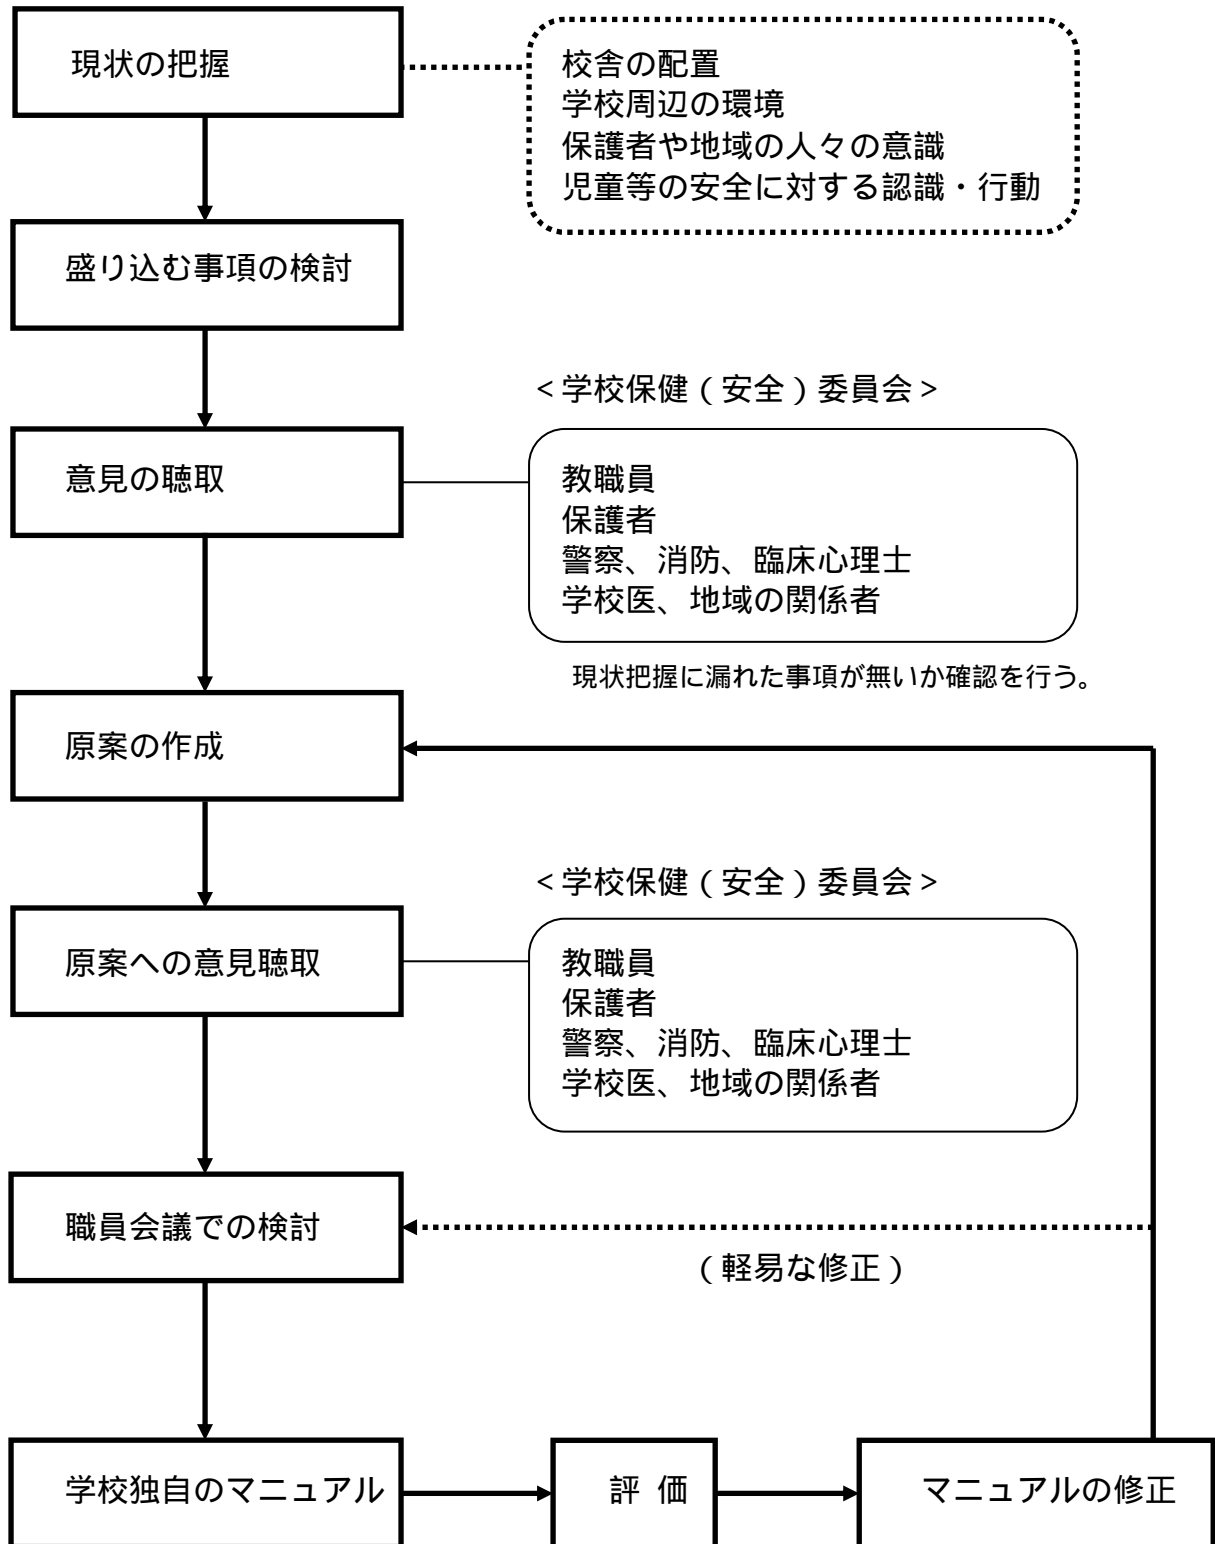 現状の把握
校舎の配置
学校周辺の環境
保護者や地域の人々の意識
児童等の安全に対する認識・行動
盛り込む事項の検討
<学校保健(安全)委員会>
意見の聴取
教職員
保護者
警察、消防、臨床心理士
学校医、地域の関係者
現状把握に漏れた事項が無いか確認を行う。
原案の作成
<学校保健(安全)委員会>
原案への意見聴取
教職員
保護者
警察、消防、臨床心理士
学校医、地域の関係者
職員会議での検討
(軽易な修正)
学校独自のマニュアル
評 価
マニュアルの修正